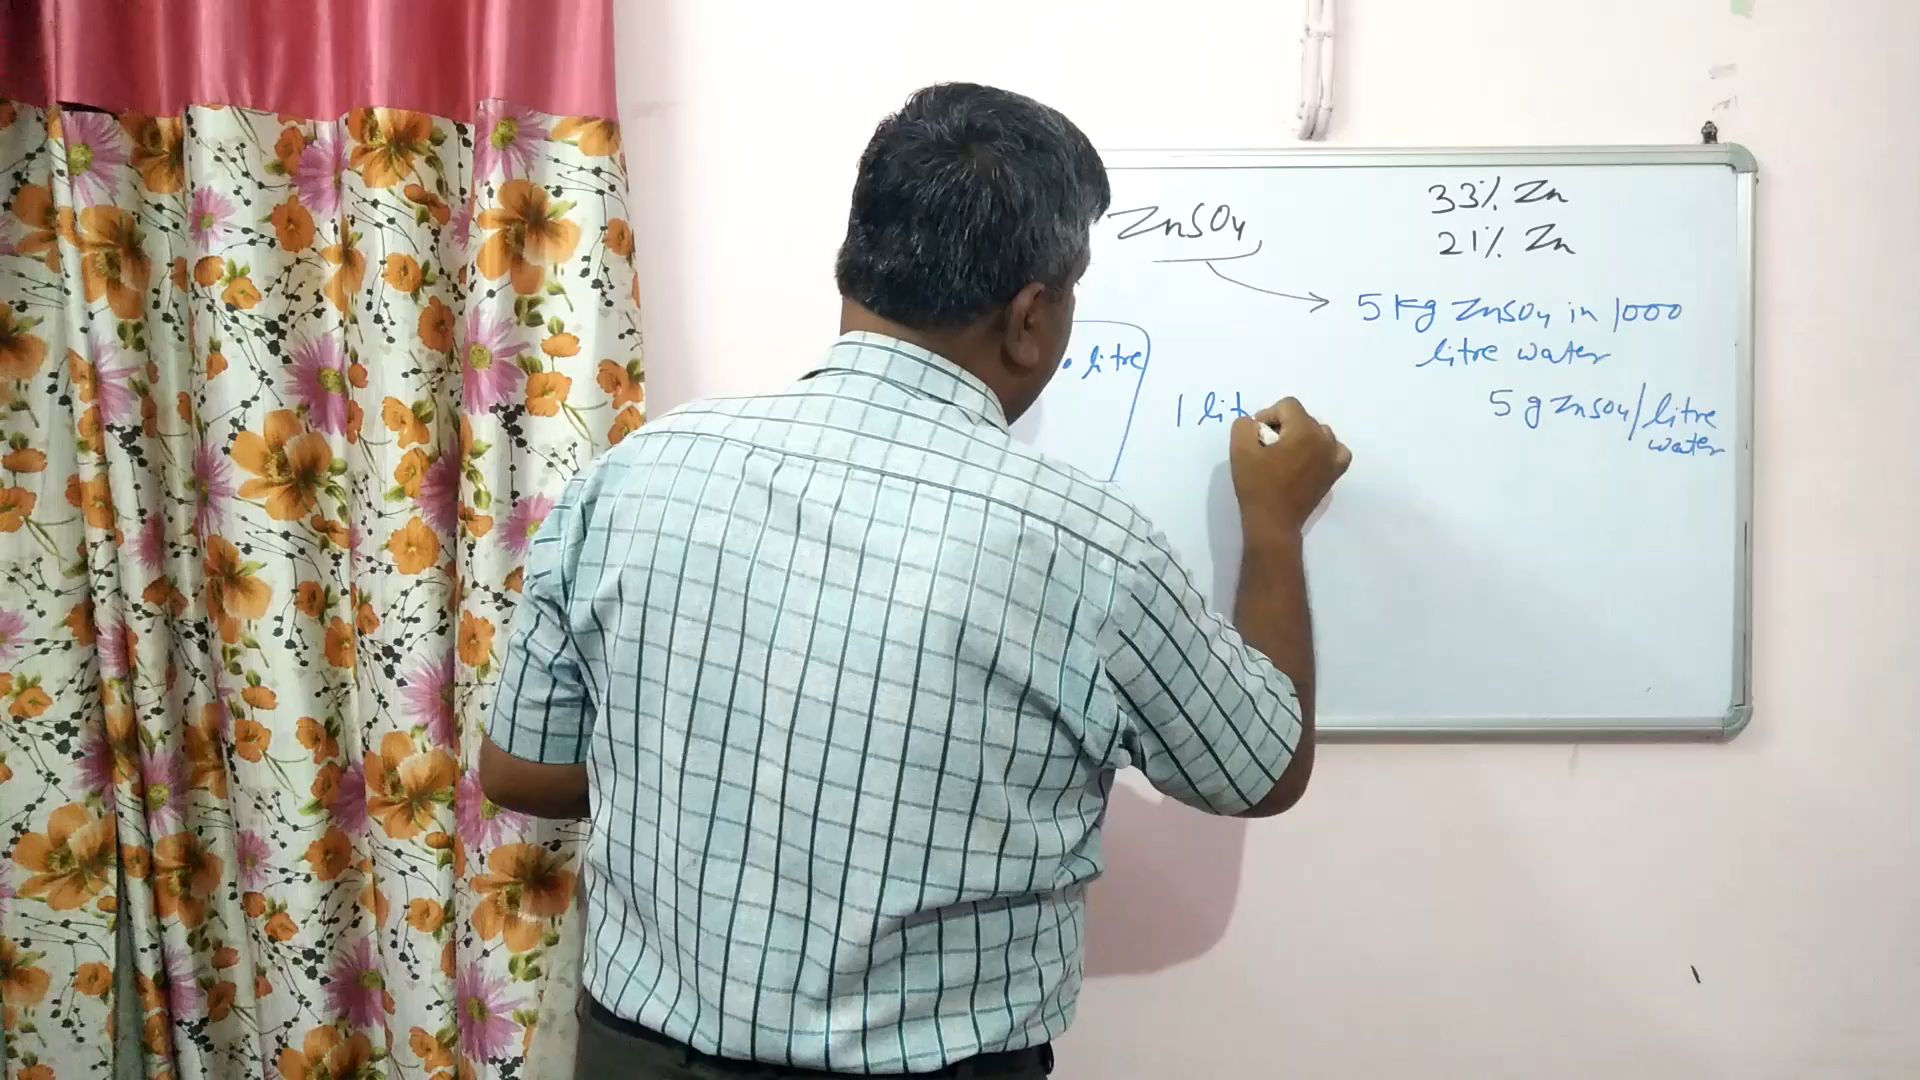 ZnSO4
33% Zn
21% Zn
5 kg ZnSO4 in 1000
litre water
litre
1 lit
5 g ZnSO4/litre
water